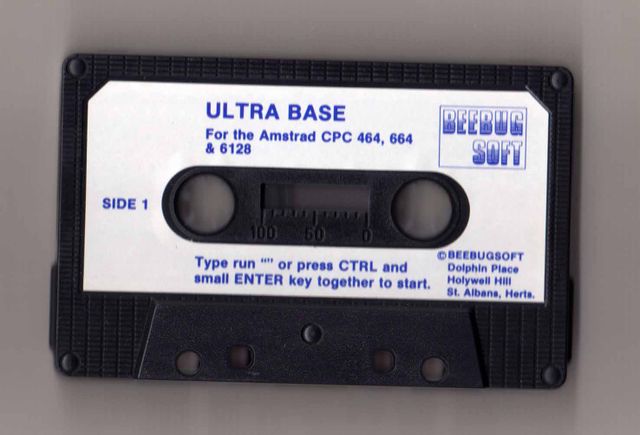 ULTRA BASE
For the Amstrad CPC 464, 664
& 6128
BEEBUG
SOFT
SIDE 1
100 50 0
Type run "" or press CTRL and
small ENTER key together to start.
©BEEBUGSOFT
Dolphin Place
Holywell Hill
St. Albans, Herts.